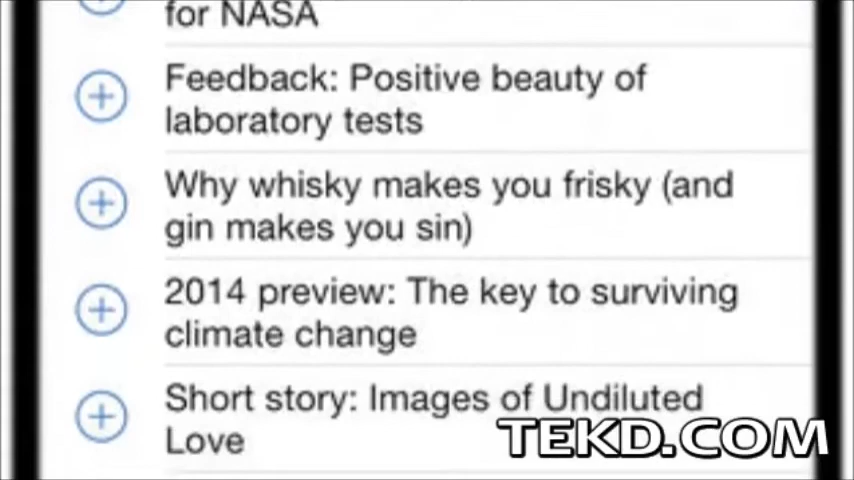 for NASA
Feedback: Positive beauty of
laboratory tests
Why whisky makes you frisky (and
gin makes you sin)
2014 preview: The key to surviving
climate change
Short story: Images of Undiluted
Love
TEKD.COM